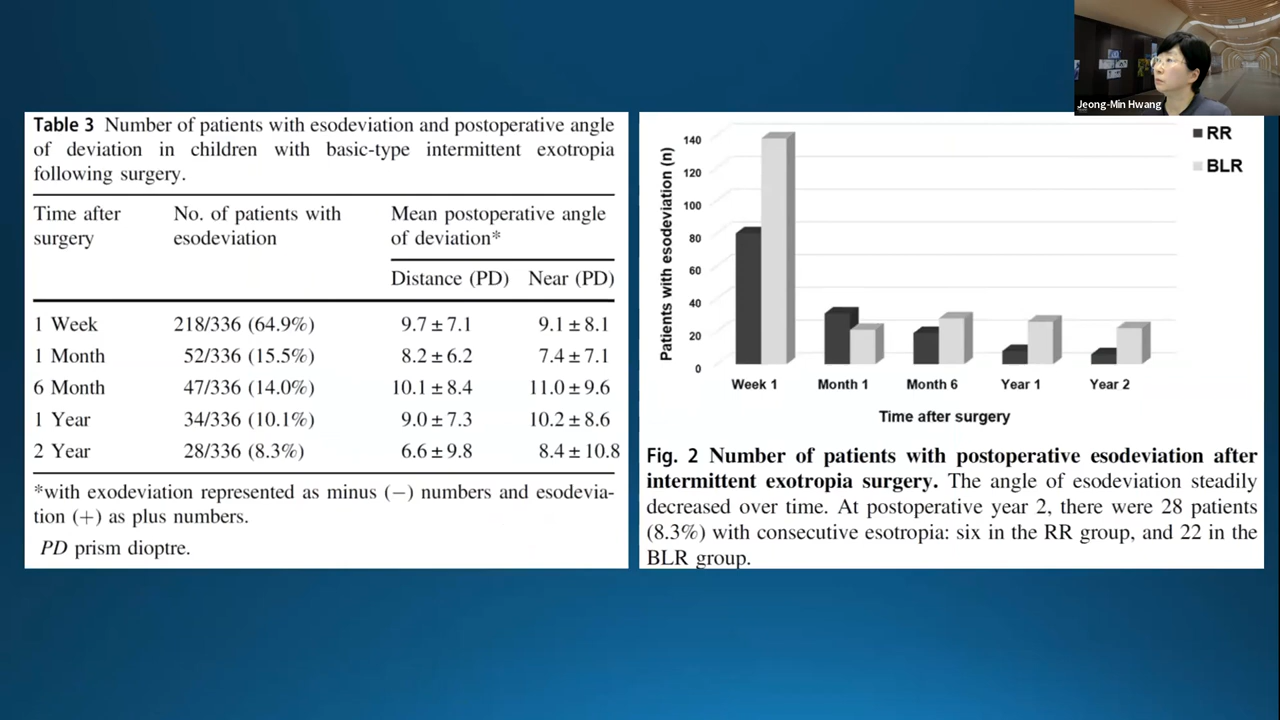 Jeong-Min Hwang
Table 3 Number of patients with esodeviation and postoperative angle
of deviation in children with basic-type intermittent exotropia
following surgery.
Time after
surgery
No. of patients with
esodeviation
Mean postoperative angle
of deviation*
Distance (PD) Near (PD)
1 Week 218/336 (64.9%) 9.7 ± 7.1 9.1 ± 8.1
1 Month 52/336 (15.5%) 8.2 ± 6.2 7.4 ± 7.1
6 Month 47/336 (14.0%) 10.1 ± 8.4 11.0 ± 9.6
1 Year 34/336 (10.1%) 9.0 ± 7.3 10.2 ± 8.6
2 Year 28/336 (8.3%) 6.6 ± 9.8 8.4 ± 10.8
*with exodeviation represented as minus (−) numbers and esodevia-
tion (+) as plus numbers.
PD prism dioptre.
Patients with esodeviation (n)
140
120
100
80
60
40
20
0
Week 1 Month 1 Month 6 Year 1 Year 2
Time after surgery
RR
BLR
Fig. 2 Number of patients with postoperative esodeviation after
intermittent exotropia surgery. The angle of esodeviation steadily
decreased over time. At postoperative year 2, there were 28 patients
(8.3%) with consecutive esotropia: six in the RR group, and 22 in the
BLR group.